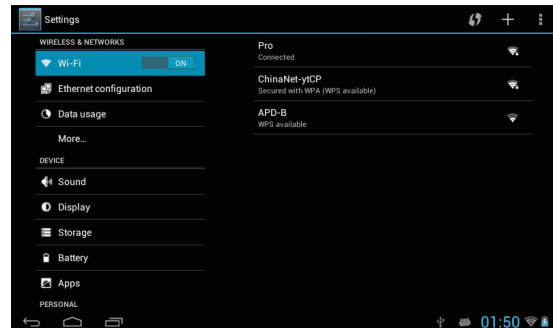 Settings
WIRELESS & NETWORKS
Wi-Fi ON
Ethernet configuration
Data usage
More...
DEVICE
Sound
Display
Storage
Battery
Apps
PERSONAL
Pro
Connected
ChinaNet-ytCP
Secured with WPA (WPS available)
APD-B
WPS available
01:50